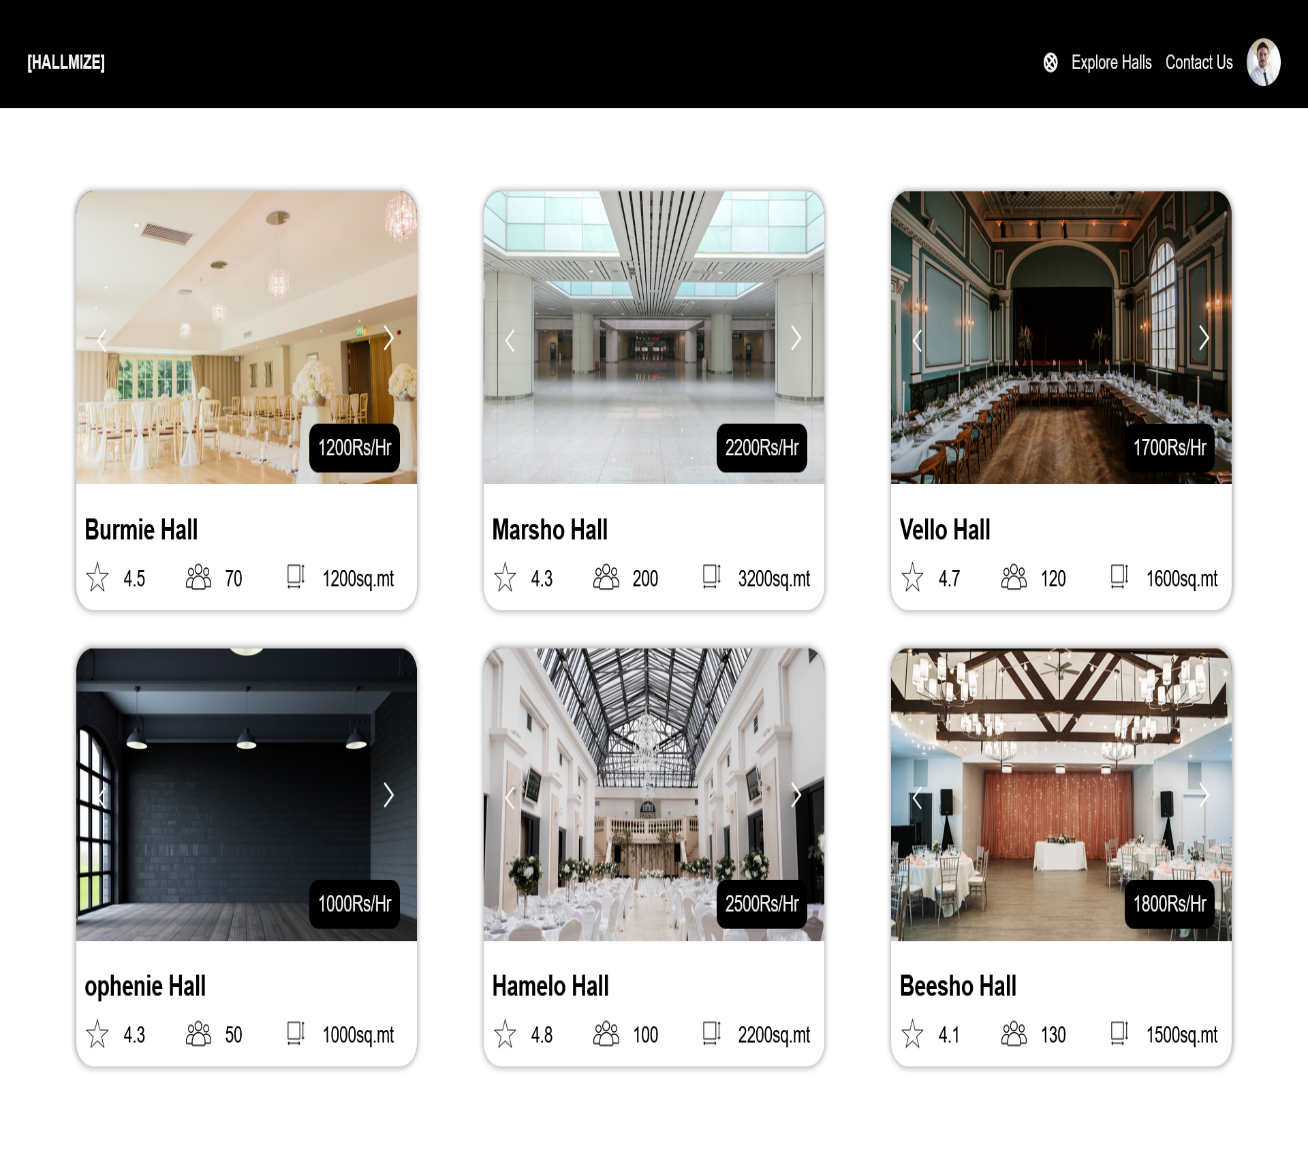 [HALLMIZE]
Explore Halls Contact Us
1200Rs/Hr
2200Rs/Hr
1700Rs/Hr
Burmie Hall
4.5 70 1200sq.mt
Marsho Hall
4.3 200 3200sq.mt
Vello Hall
4.7 120 1600sq.mt
1000Rs/Hr
2500Rs/Hr
1800Rs/Hr
ophenie Hall
4.3 50 1000sq.mt
Hamelo Hall
4.8 100 2200sq.mt
Beesho Hall
4.1 130 1500sq.mt